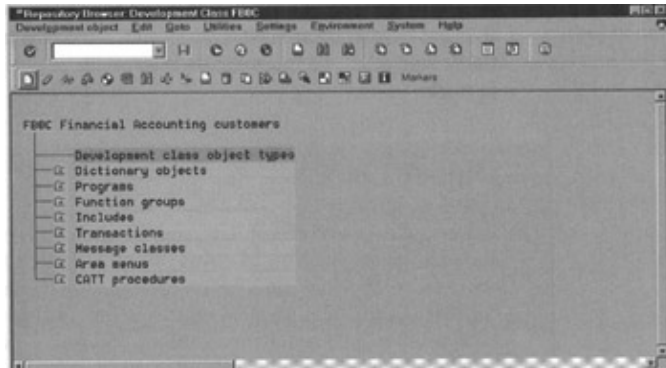 Repository Browser: Development Class FBDC
Development object Edit Goto Utilities Settings Environment System Help
Markers
FBDC Financial Accounting customers
Development class object types
Dictionary objects
Programs
Function groups
Includes
Transactions
Message classes
Area menus
CATT procedures